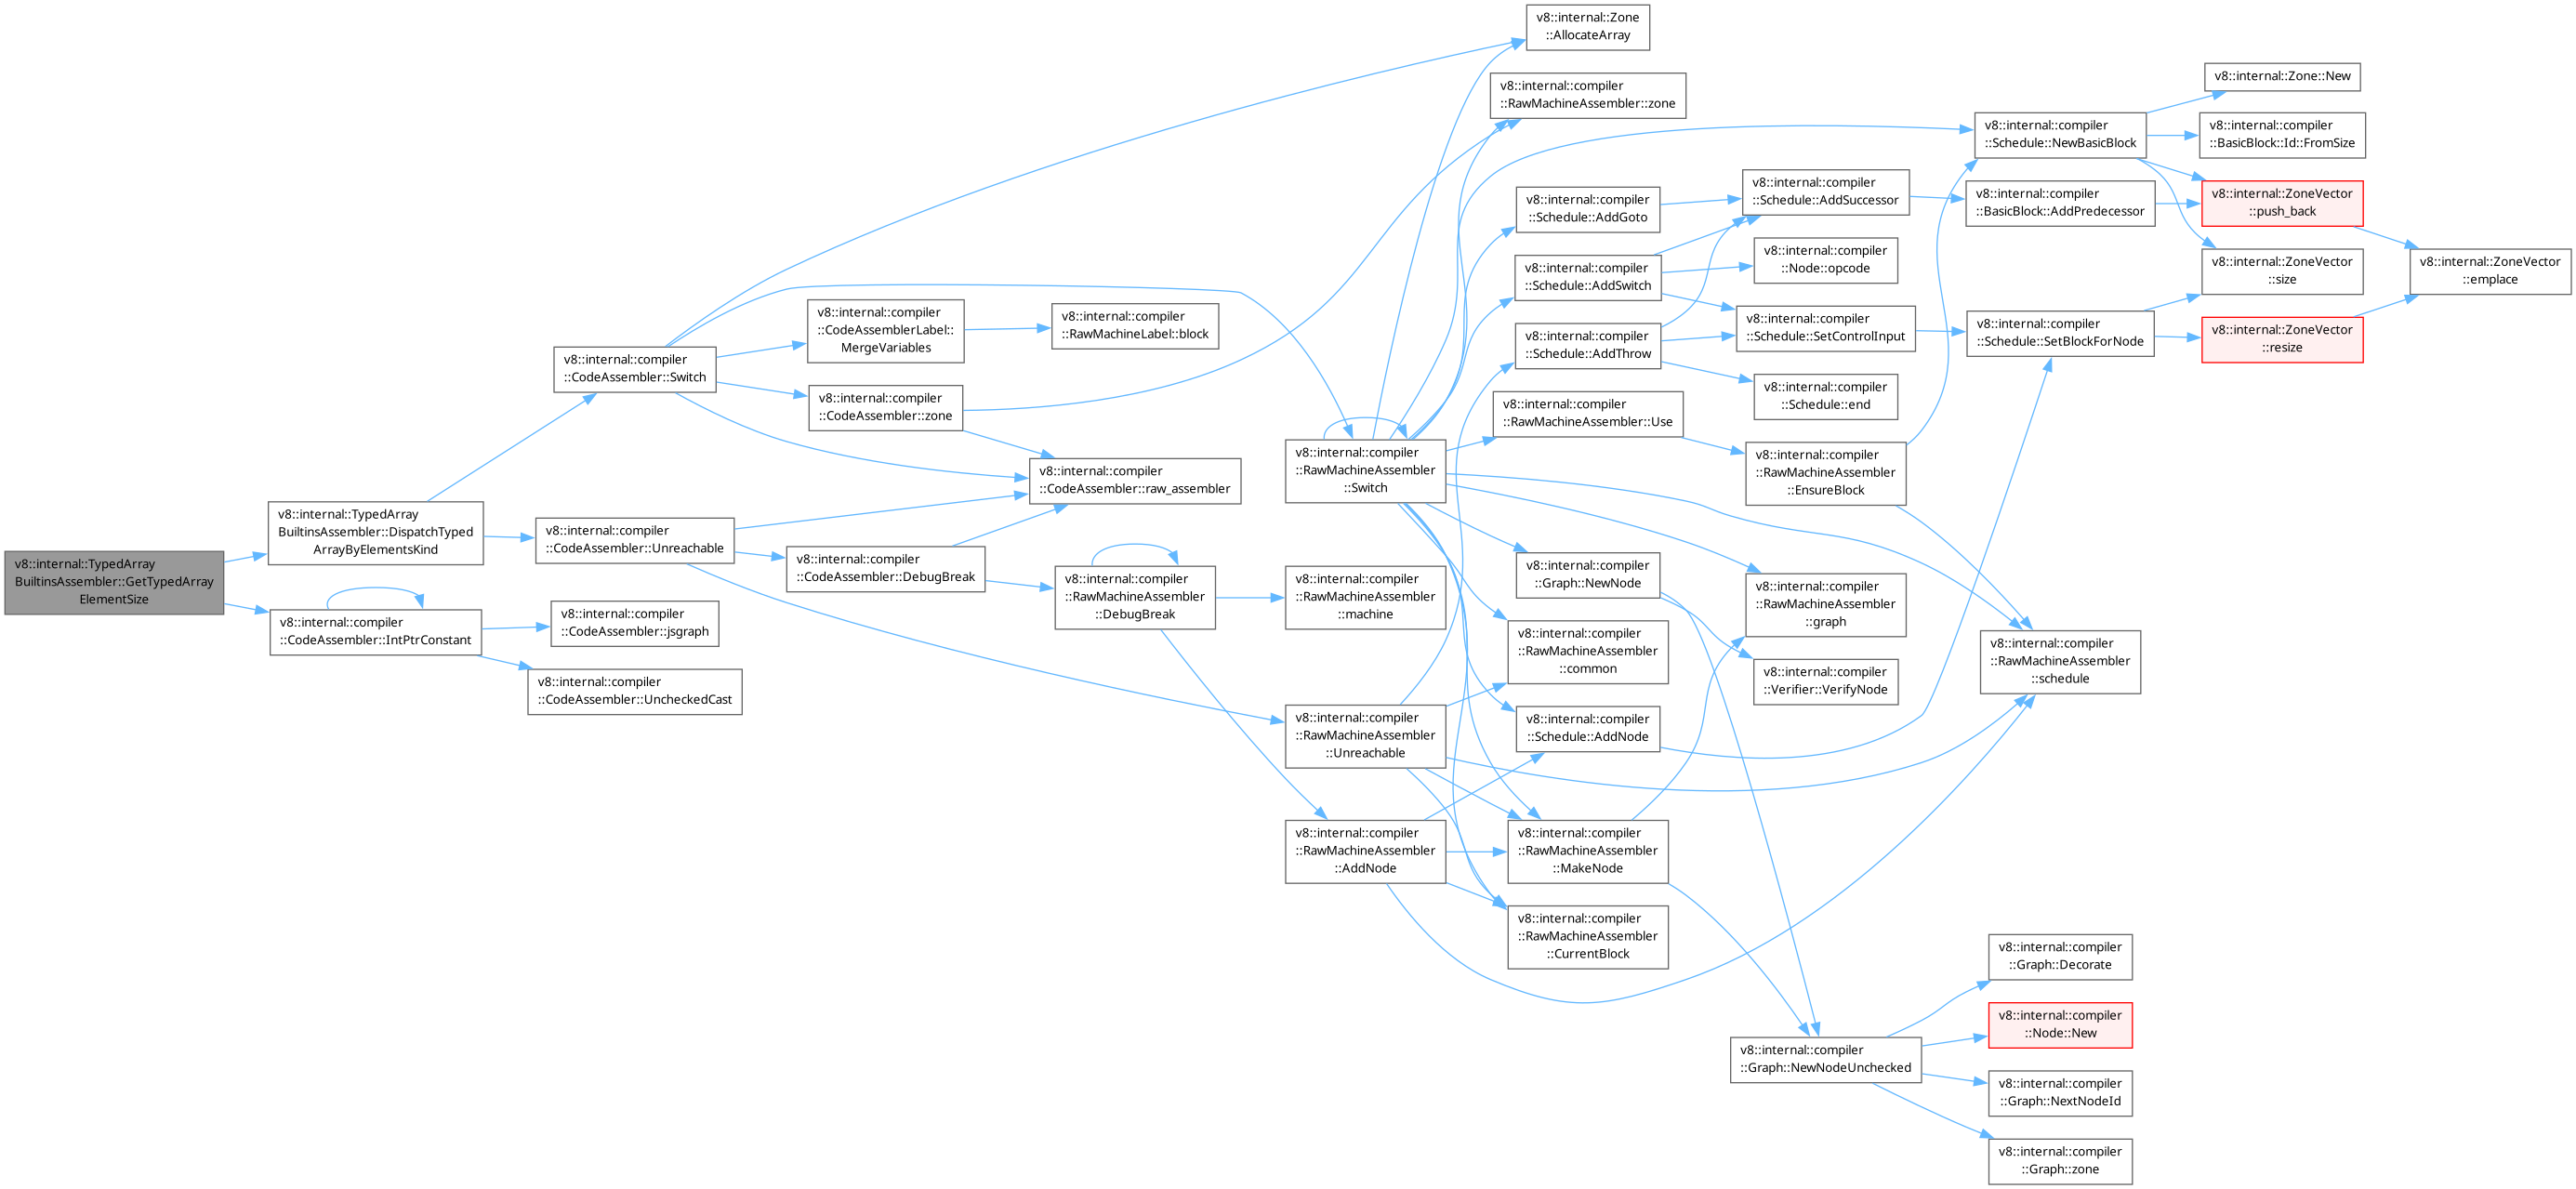 v8::internal::TypedArray
BuiltinsAssembler::GetTypedArray
ElementSize
v8::internal::TypedArray
BuiltinsAssembler::DispatchTyped
ArrayByElementsKind
v8::internal::compiler
::CodeAssembler::IntPtrConstant
v8::internal::compiler
::CodeAssembler::Switch
v8::internal::compiler
::CodeAssembler::Unreachable
v8::internal::compiler
::CodeAssembler::jsgraph
v8::internal::compiler
::CodeAssembler::UncheckedCast
v8::internal::compiler
::CodeAssemblerLabel::
MergeVariables
v8::internal::compiler
::CodeAssembler::zone
v8::internal::compiler
::CodeAssembler::DebugBreak
v8::internal::compiler
::RawMachineLabel::block
v8::internal::compiler
::CodeAssembler::raw_assembler
v8::internal::compiler
::RawMachineAssembler
::DebugBreak
v8::internal::compiler
::RawMachineAssembler
::Switch
v8::internal::compiler
::RawMachineAssembler
::machine
v8::internal::compiler
::RawMachineAssembler
::Unreachable
v8::internal::compiler
::RawMachineAssembler
::AddNode
v8::internal::Zone
::AllocateArray
v8::internal::compiler
::RawMachineAssembler::zone
v8::internal::compiler
::Schedule::AddGoto
v8::internal::compiler
::Schedule::AddSwitch
v8::internal::compiler
::Schedule::AddThrow
v8::internal::compiler
::RawMachineAssembler::Use
v8::internal::compiler
::Graph::NewNode
v8::internal::compiler
::RawMachineAssembler
::common
v8::internal::compiler
::Schedule::AddNode
v8::internal::compiler
::RawMachineAssembler
::MakeNode
v8::internal::compiler
::RawMachineAssembler
::CurrentBlock
v8::internal::compiler
::Schedule::AddSuccessor
v8::internal::compiler
::Node::opcode
v8::internal::compiler
::Schedule::SetControlInput
v8::internal::compiler
::Schedule::end
v8::internal::compiler
::RawMachineAssembler
::EnsureBlock
v8::internal::compiler
::RawMachineAssembler
::graph
v8::internal::compiler
::Verifier::VerifyNode
v8::internal::compiler
::Graph::NewNodeUnchecked
v8::internal::compiler
::Schedule::NewBasicBlock
v8::internal::compiler
::BasicBlock::AddPredecessor
v8::internal::compiler
::Schedule::SetBlockForNode
v8::internal::compiler
::RawMachineAssembler
::schedule
v8::internal::compiler
::Graph::Decorate
v8::internal::compiler
::Node::New
v8::internal::compiler
::Graph::NextNodeId
v8::internal::compiler
::Graph::zone
v8::internal::Zone::New
v8::internal::compiler
::BasicBlock::Id::FromSize
v8::internal::ZoneVector
::push_back
v8::internal::ZoneVector
::size
v8::internal::ZoneVector
::resize
v8::internal::ZoneVector
::emplace